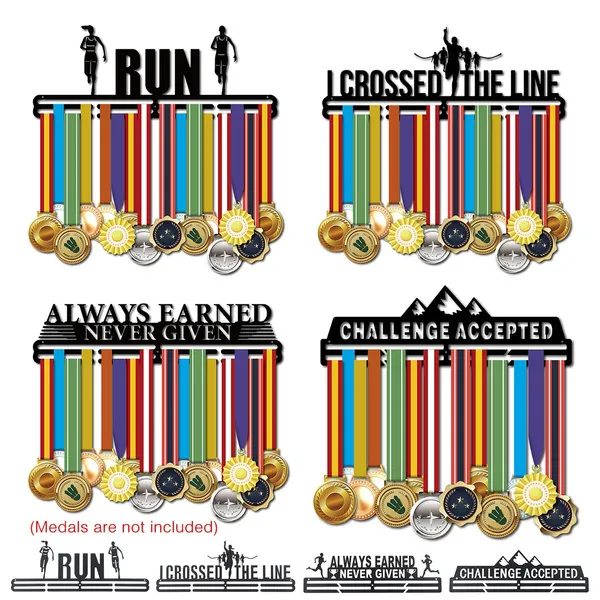 RUN
I CROSSED THE LINE
ALWAYS EARNED
NEVER GIVEN
CHALLENGE ACCEPTED
(Medals are not included)
RUN
I CROSSED THE LINE
ALWAYS EARNED
NEVER GIVEN
CHALLENGE ACCEPTED